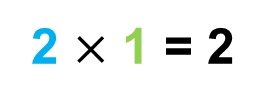 2 × 1 = 2